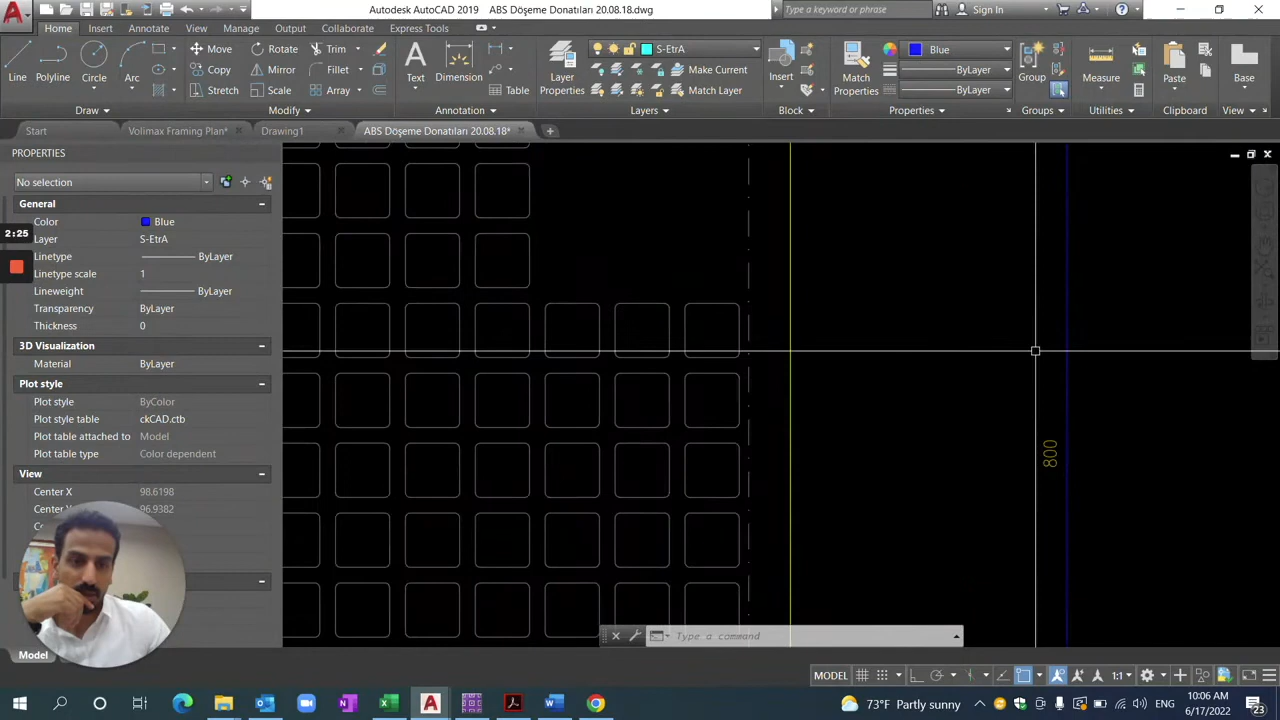 Autodesk AutoCAD 2019   ABS Döşeme Donatıları 20.08.18.dwg
Type a keyword or phrase
Sign In
Home Insert Annotate View Manage Output Collaborate Express Tools
Line
Polyline
Circle
Arc
Move
Rotate
Trim
Copy
Mirror
Fillet
Stretch
Scale
Array
Text
Dimension
Table
Layer Properties
S-EtrA
Make Current
Match Layer
Insert
Match Properties
Blue
ByLayer
ByLayer
Group
Measure
Paste
Base
Draw
Modify
Annotation
Layers
Block
Properties
Groups
Utilities
Clipboard
View
Start
Volimax Framing Plan*
Drawing1
ABS Döşeme Donatıları 20.08.18*
PROPERTIES
No selection
General
Color Blue
2:25
Layer S-EtrA
Linetype ByLayer
Linetype scale 1
Lineweight ByLayer
Transparency ByLayer
Thickness 0
3D Visualization
Material ByLayer
Plot style
Plot style ByColor
Plot style table ckCAD.ctb
Plot table attached to Model
Plot table type Color dependent
View
Center X 98.6198
Center Y 96.9382
800
Type a command
Model
MODEL
1:1
73°F Partly sunny
ENG
10:06 AM
6/17/2022
23